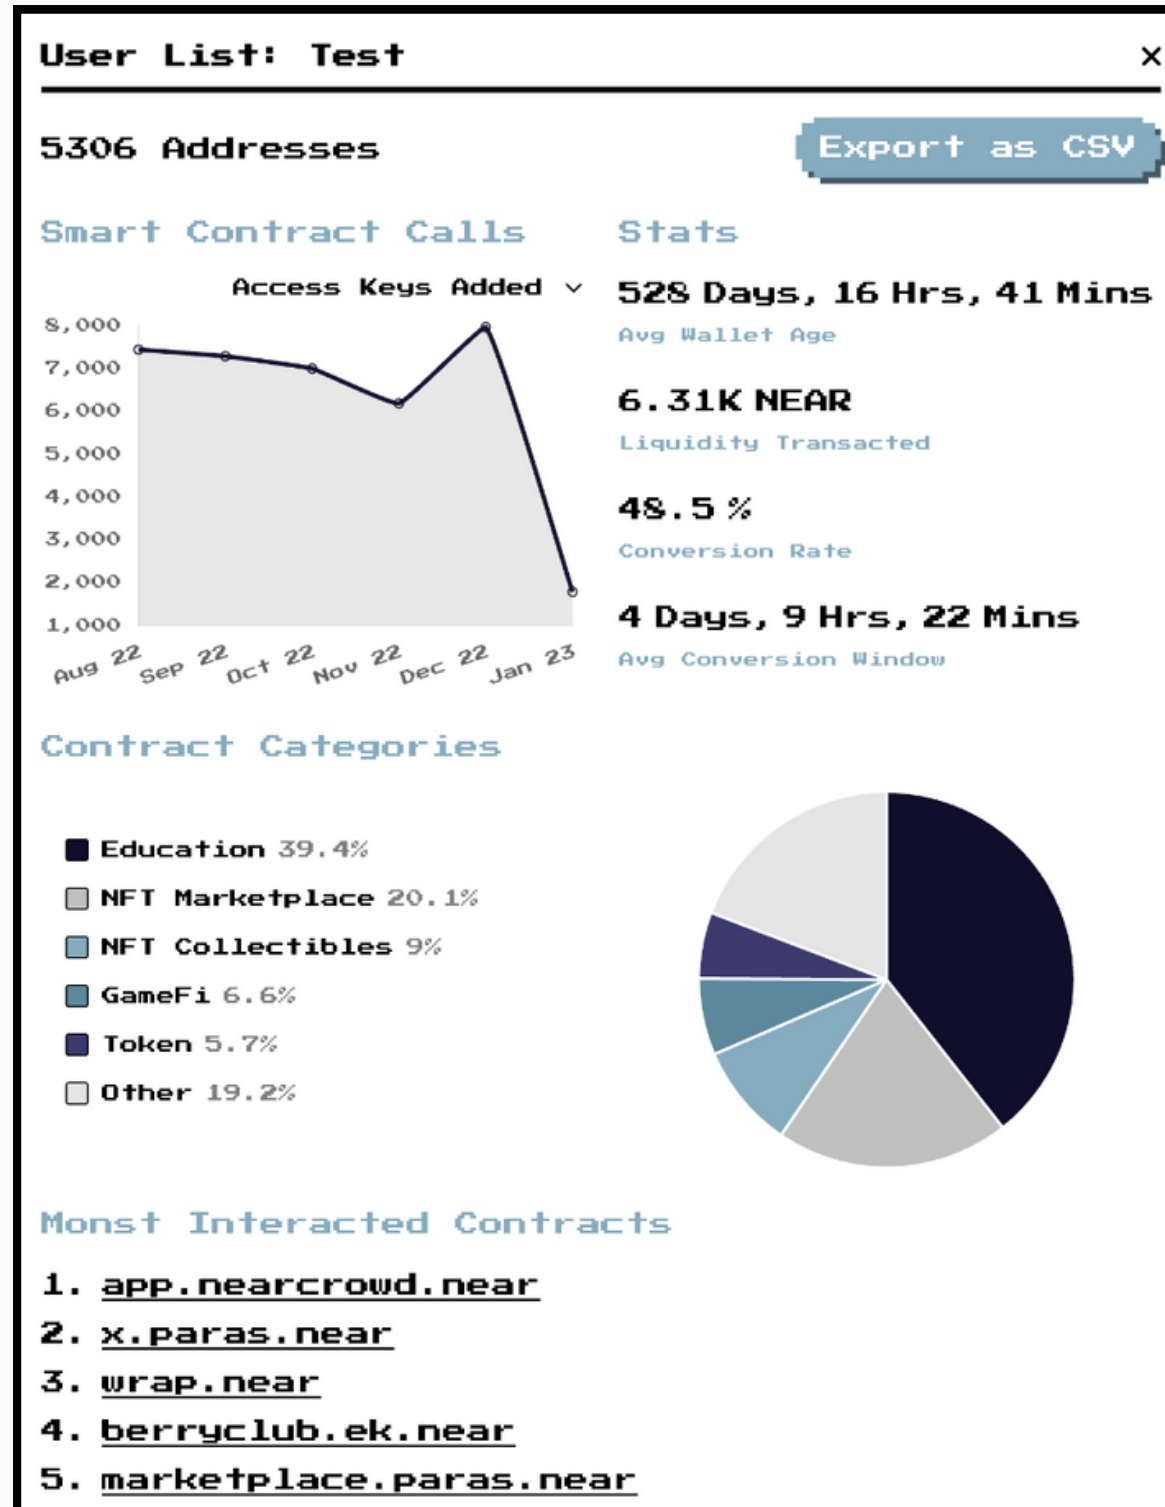 User List: Test
×
5306 Addresses
Export as CSV
Smart Contract Calls
Access Keys Added
8,000
7,000
6,000
5,000
4,000
3,000
2,000
1,000
Aug 22
Sep 22
Oct 22
Nov 22
Dec 22
Jan 23
Stats
528 Days, 16 Hrs, 41 Mins
Avg Wallet Age
6.31K NEAR
Liquidity Transacted
48.5 %
Conversion Rate
4 Days, 9 Hrs, 22 Mins
Avg Conversion Window
Contract Categories
Education 39.4%
NFT Marketplace 20.1%
NFT Collectibles 9%
GameFi 6.6%
Token 5.7%
Other 19.2%
Monst Interacted Contracts
1. app.nearcrowd.near
2. x.paras.near
3. wrap.near
4. berryclub.ek.near
5. marketplace.paras.near